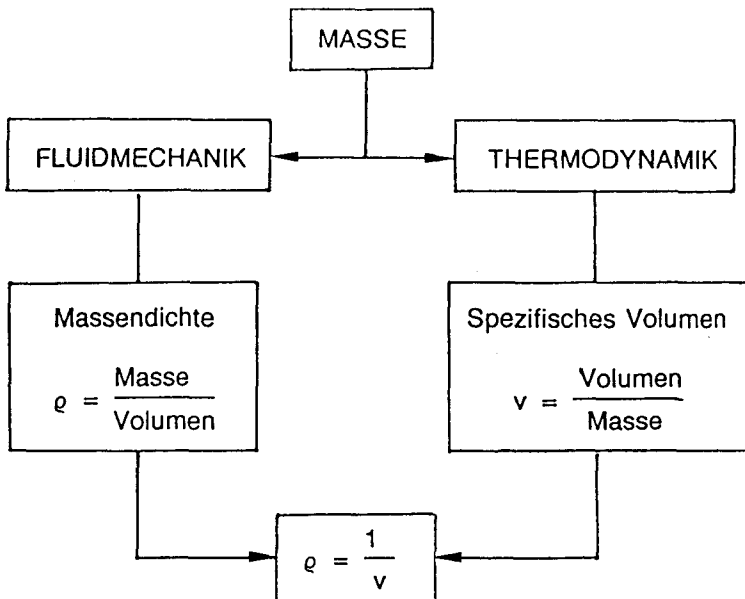 MASSE
FLUIDMECHANIK
THERMODYNAMIK
Massendichte
ϱ = Masse / Volumen
Spezifisches Volumen
v = Volumen / Masse
ϱ = 1 / v